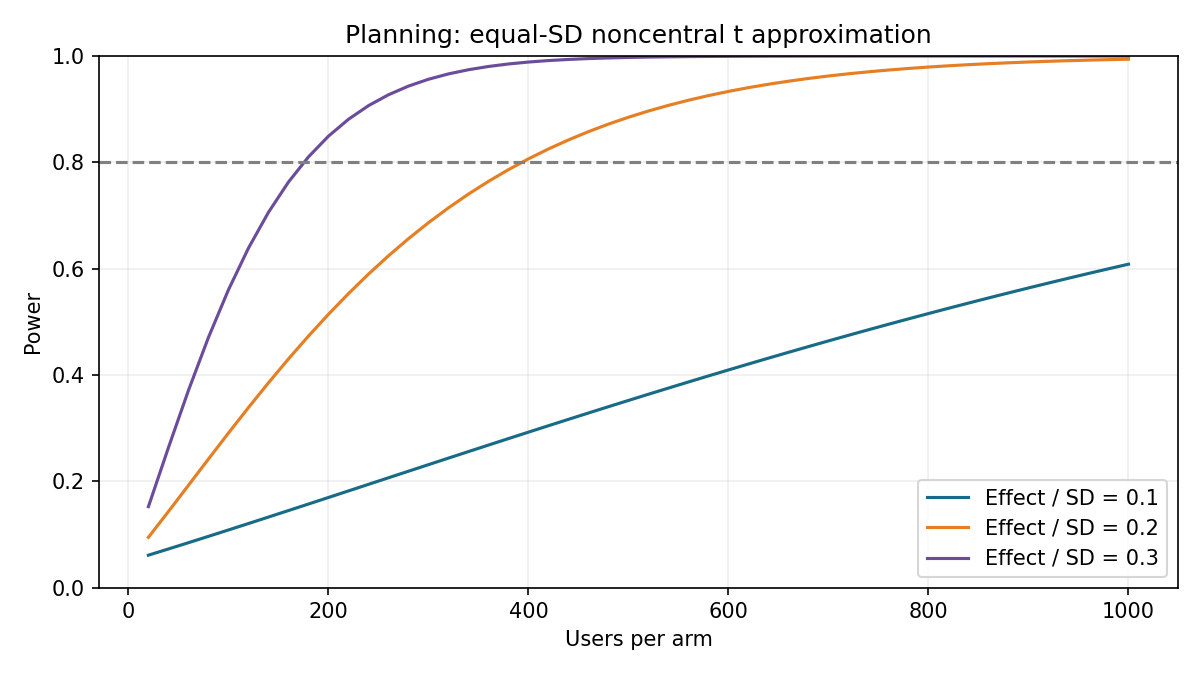 Planning: equal-SD noncentral t approximation
Power
1.0
0.8
0.6
0.4
0.2
0.0
Effect / SD = 0.1
Effect / SD = 0.2
Effect / SD = 0.3
0 200 400 600 800 1000
Users per arm